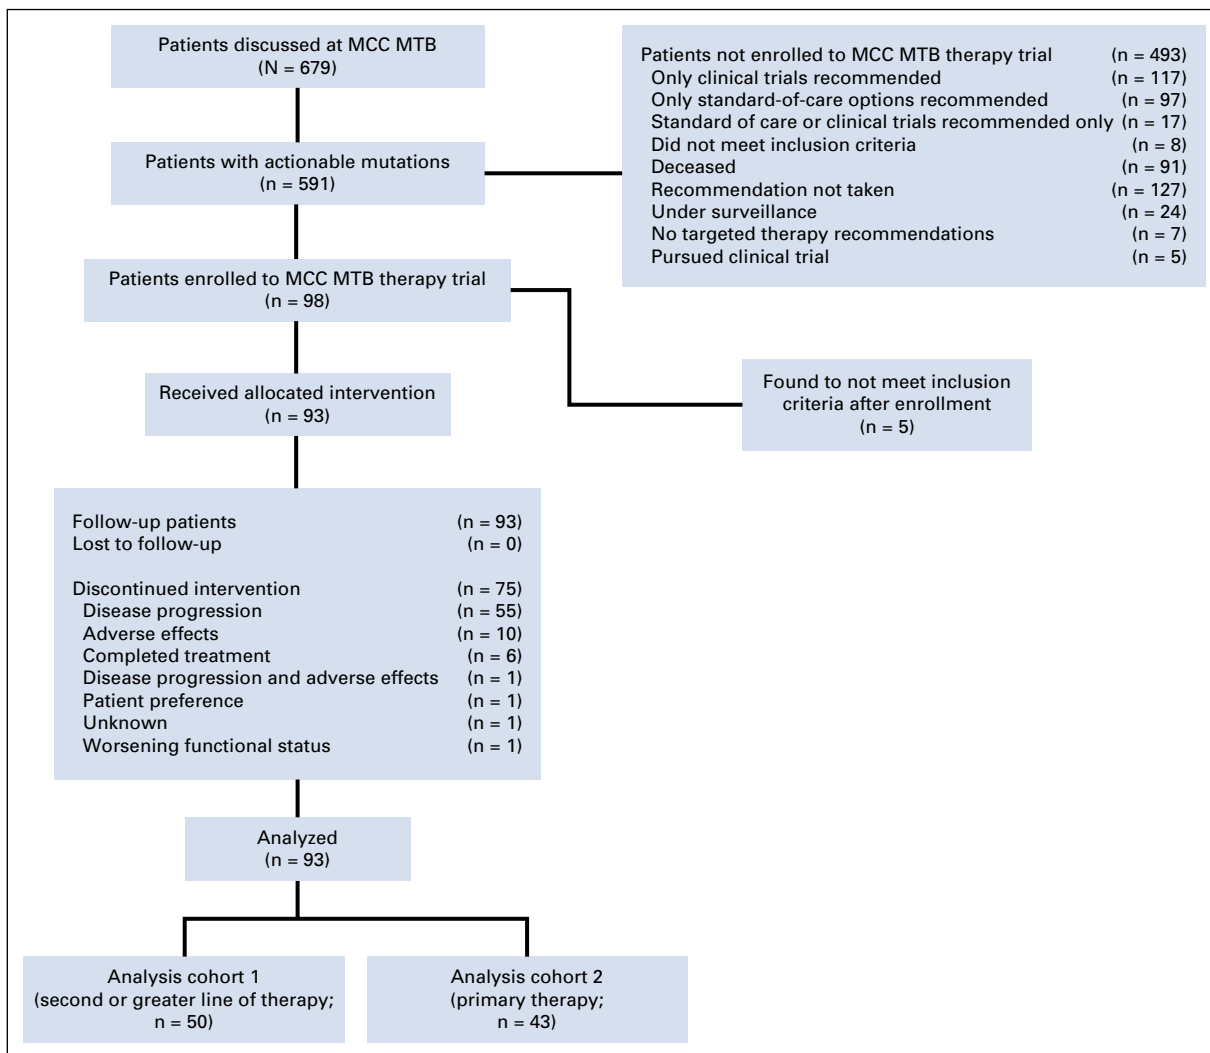 Patients discussed at MCC MTB
(N = 679)
Patients not enrolled to MCC MTB therapy trial (n = 493)
Only clinical trials recommended (n = 117)
Only standard-of-care options recommended (n = 97)
Standard of care or clinical trials recommended only (n = 17)
Did not meet inclusion criteria (n = 8)
Deceased (n = 91)
Recommendation not taken (n = 127)
Under surveillance (n = 24)
No targeted therapy recommendations (n = 7)
Pursued clinical trial (n = 5)
Patients with actionable mutations
(n = 591)
Patients enrolled to MCC MTB therapy trial
(n = 98)
Found to not meet inclusion
criteria after enrollment
(n = 5)
Received allocated intervention
(n = 93)
Follow-up patients (n = 93)
Lost to follow-up (n = 0)
Discontinued intervention (n = 75)
Disease progression (n = 55)
Adverse effects (n = 10)
Completed treatment (n = 6)
Disease progression and adverse effects (n = 1)
Patient preference (n = 1)
Unknown (n = 1)
Worsening functional status (n = 1)
Analyzed
(n = 93)
Analysis cohort 1
(second or greater line of therapy;
n = 50)
Analysis cohort 2
(primary therapy;
n = 43)